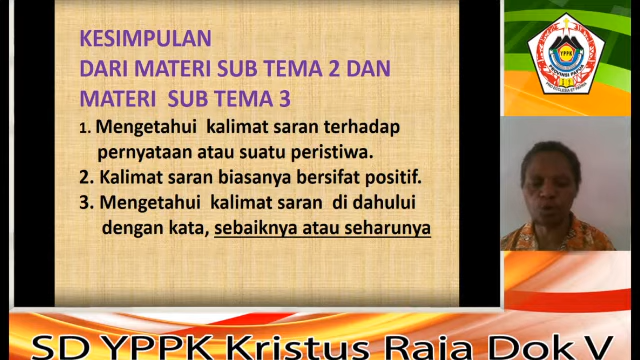 KESIMPULAN
DARI MATERI SUB TEMA 2 DAN
MATERI SUB TEMA 3
1. Mengetahui kalimat saran terhadap
pernyataan atau suatu peristiwa.
2. Kalimat saran biasanya bersifat positif.
3. Mengetahui kalimat saran di dahului
dengan kata, sebaiknya atau seharunya
YPPK
PROVINSI PAPUA
SD YPPK Kristus Raja Dok V